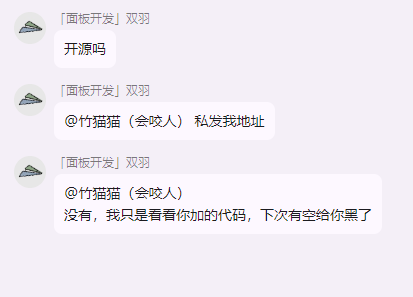 「面板开发」双羽
开源吗
「面板开发」双羽
@竹猫猫（会咬人） 私发我地址
「面板开发」双羽
@竹猫猫（会咬人）
没有，我只是看看你加的代码，下次有空给你黑了